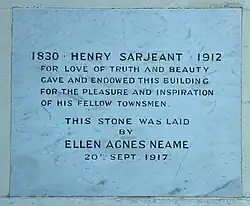 1830 · HENRY SARJEANT · 1912
FOR LOVE OF TRUTH AND BEAUTY
GAVE AND ENDOWED THIS BUILDING
FOR THE PLEASURE AND INSPIRATION
OF HIS FELLOW TOWNSMEN.
THIS STONE WAS LAID
BY
ELLEN AGNES NEAME
20TH SEPT. 1917.